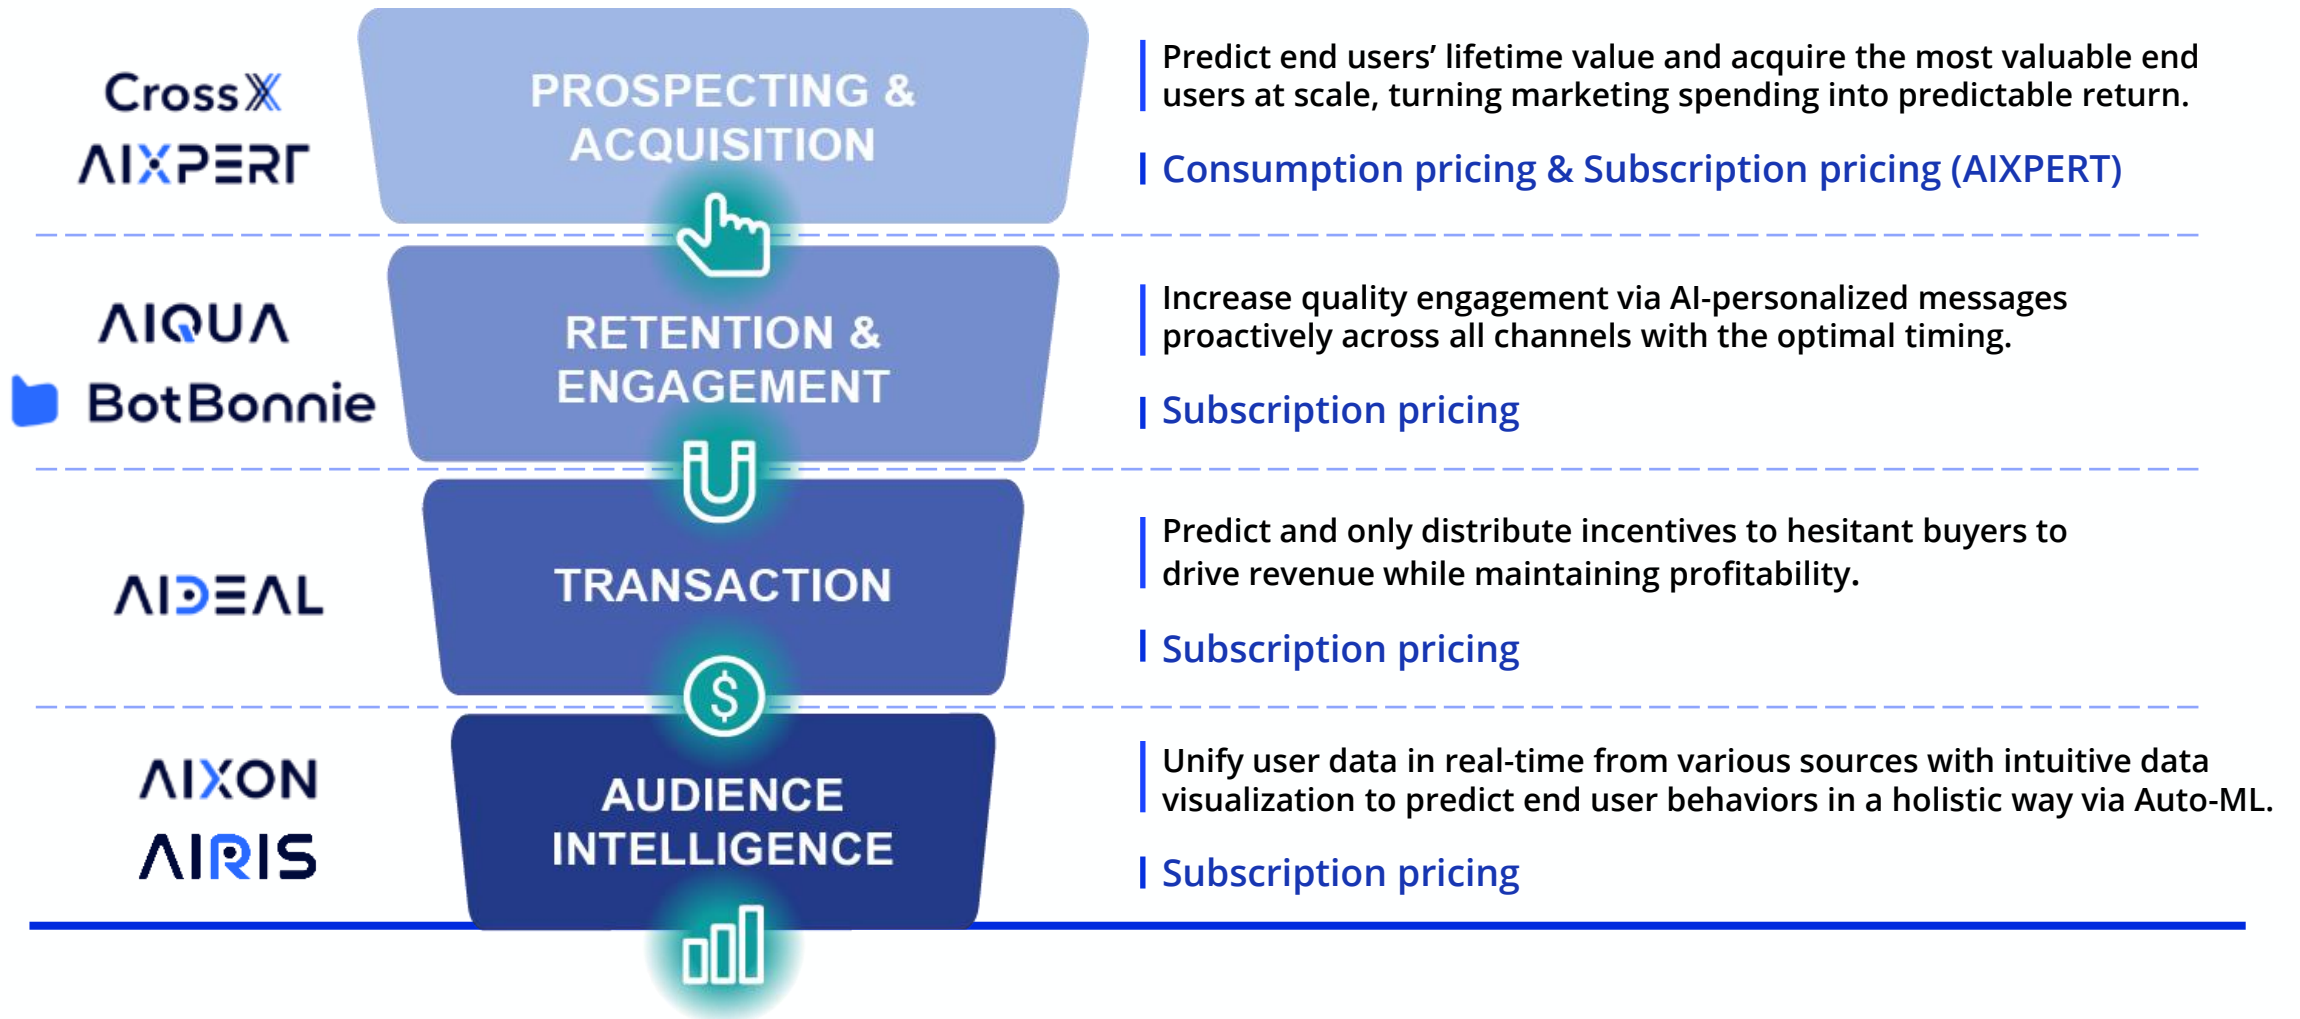 CrossX
AIXPERT
PROSPECTING &
ACQUISITION
Predict end users’ lifetime value and acquire the most valuable end
users at scale, turning marketing spending into predictable return.
Consumption pricing & Subscription pricing (AIXPERT)
AIQUA
BotBonnie
RETENTION &
ENGAGEMENT
Increase quality engagement via AI-personalized messages
proactively across all channels with the optimal timing.
Subscription pricing
AIDEAL
TRANSACTION
Predict and only distribute incentives to hesitant buyers to
drive revenue while maintaining profitability.
Subscription pricing
$
AIXON
AIRIS
AUDIENCE
INTELLIGENCE
Unify user data in real-time from various sources with intuitive data
visualization to predict end user behaviors in a holistic way via Auto-ML.
Subscription pricing